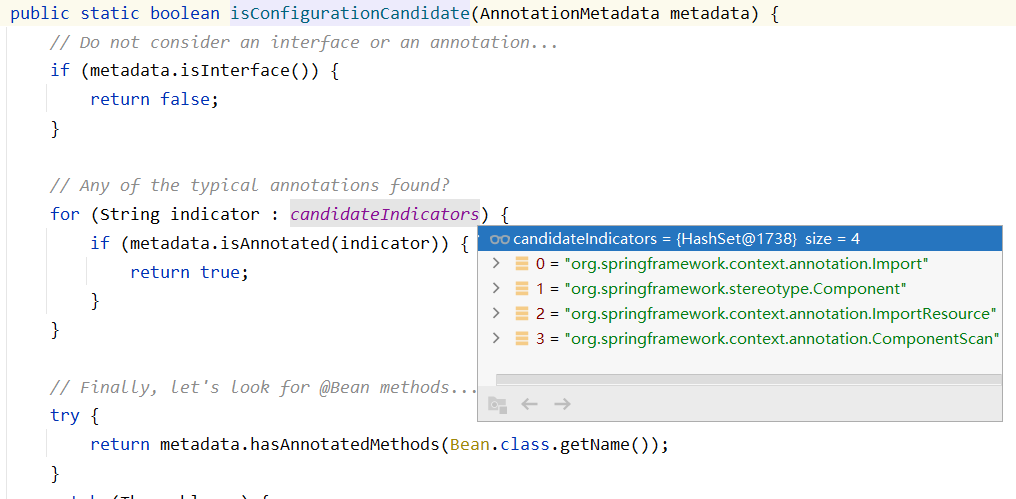 public static boolean isConfigurationCandidate(AnnotationMetadata metadata) {
// Do not consider an interface or an annotation...
if (metadata.isInterface()) {
return false;
}
// Any of the typical annotations found?
for (String indicator : candidateIndicators) {
if (metadata.isAnnotated(indicator)) {
return true;
}
}
candidateIndicators = {HashSet@1738} size = 4
0 = "org.springframework.context.annotation.Import"
1 = "org.springframework.stereotype.Component"
2 = "org.springframework.context.annotation.ImportResource"
3 = "org.springframework.context.annotation.ComponentScan"
// Finally, let's look for @Bean methods...
try {
return metadata.hasAnnotatedMethods(Bean.class.getName());
}